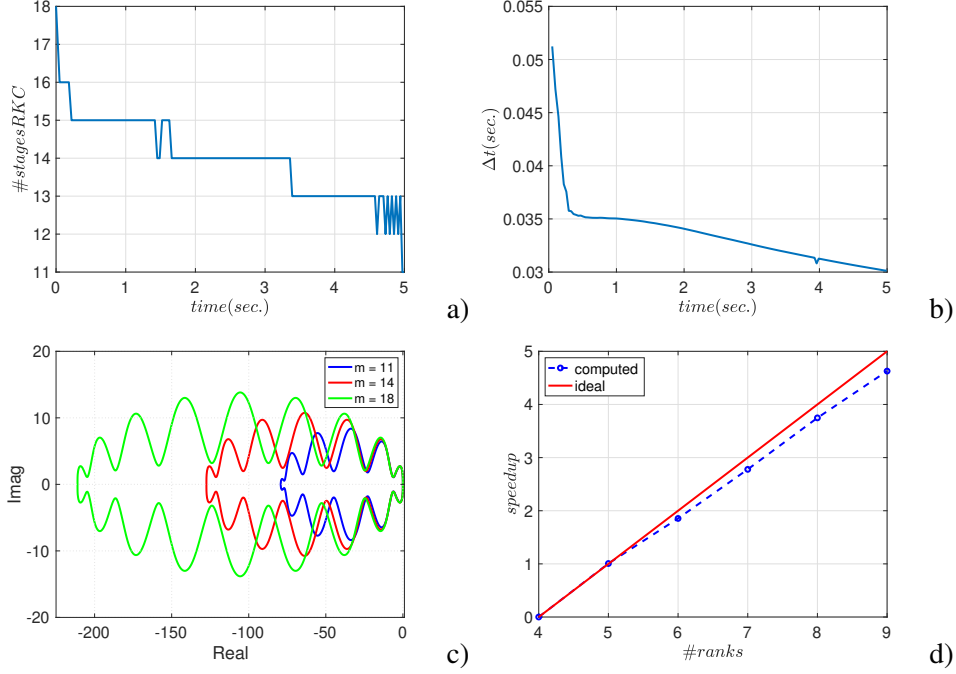 18
17
16
15
14
13
12
11
#stagesRKC
0 1 2 3 4 5
time(sec.)
a)
0.055
0.05
0.045
0.04
0.035
0.03
Δt(sec.)
0 1 2 3 4 5
time(sec.)
b)
20
10
0
-10
-20
Imag
m = 11
m = 14
m = 18
-200 -150 -100 -50 0
Real
c)
5
4
3
2
1
0
speedup
computed
ideal
4 5 6 7 8 9
#ranks
d)